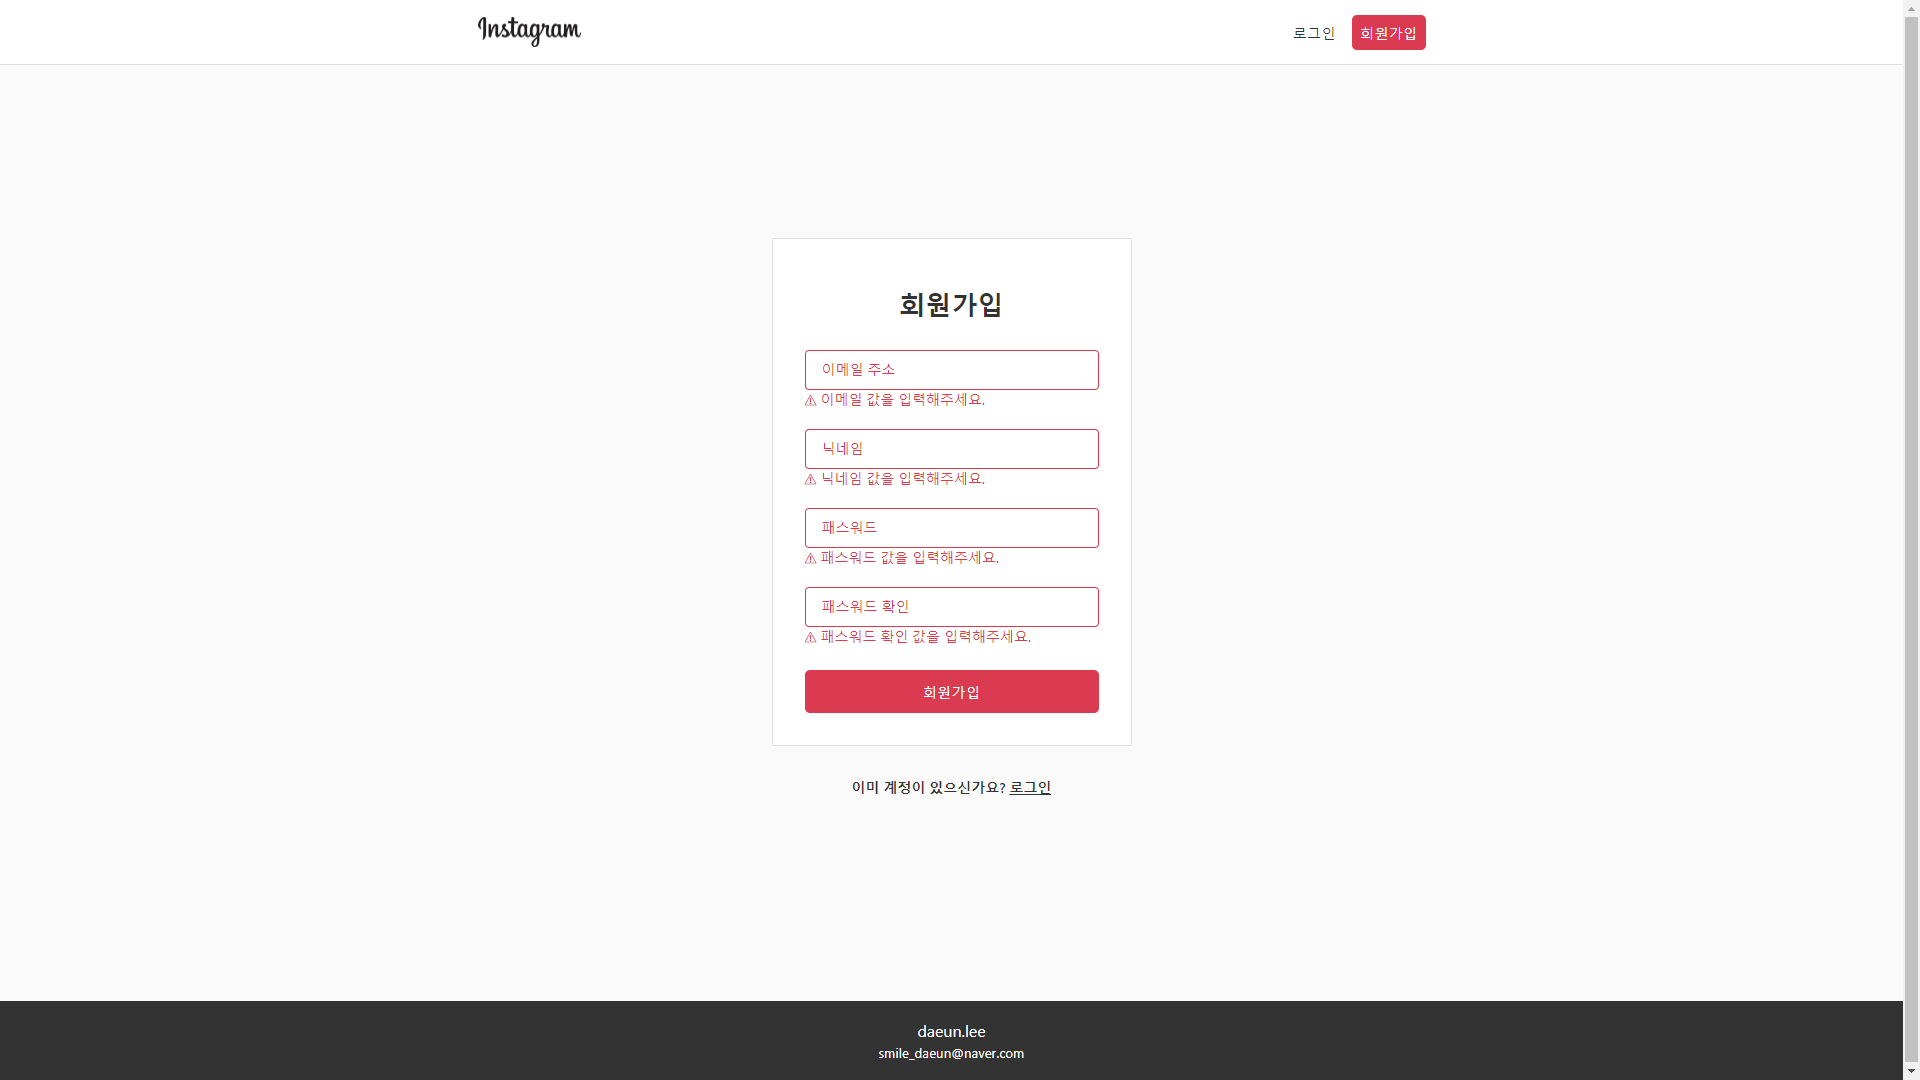 Instagram
로그인
회원가입
회원가입
이메일 주소
⚠ 이메일 값을 입력해주세요.
닉네임
⚠ 닉네임 값을 입력해주세요.
패스워드
⚠ 패스워드 값을 입력해주세요.
패스워드 확인
⚠ 패스워드 확인 값을 입력해주세요.
회원가입
이미 계정이 있으신가요? 로그인
daeun.lee
smile_daeun@naver.com